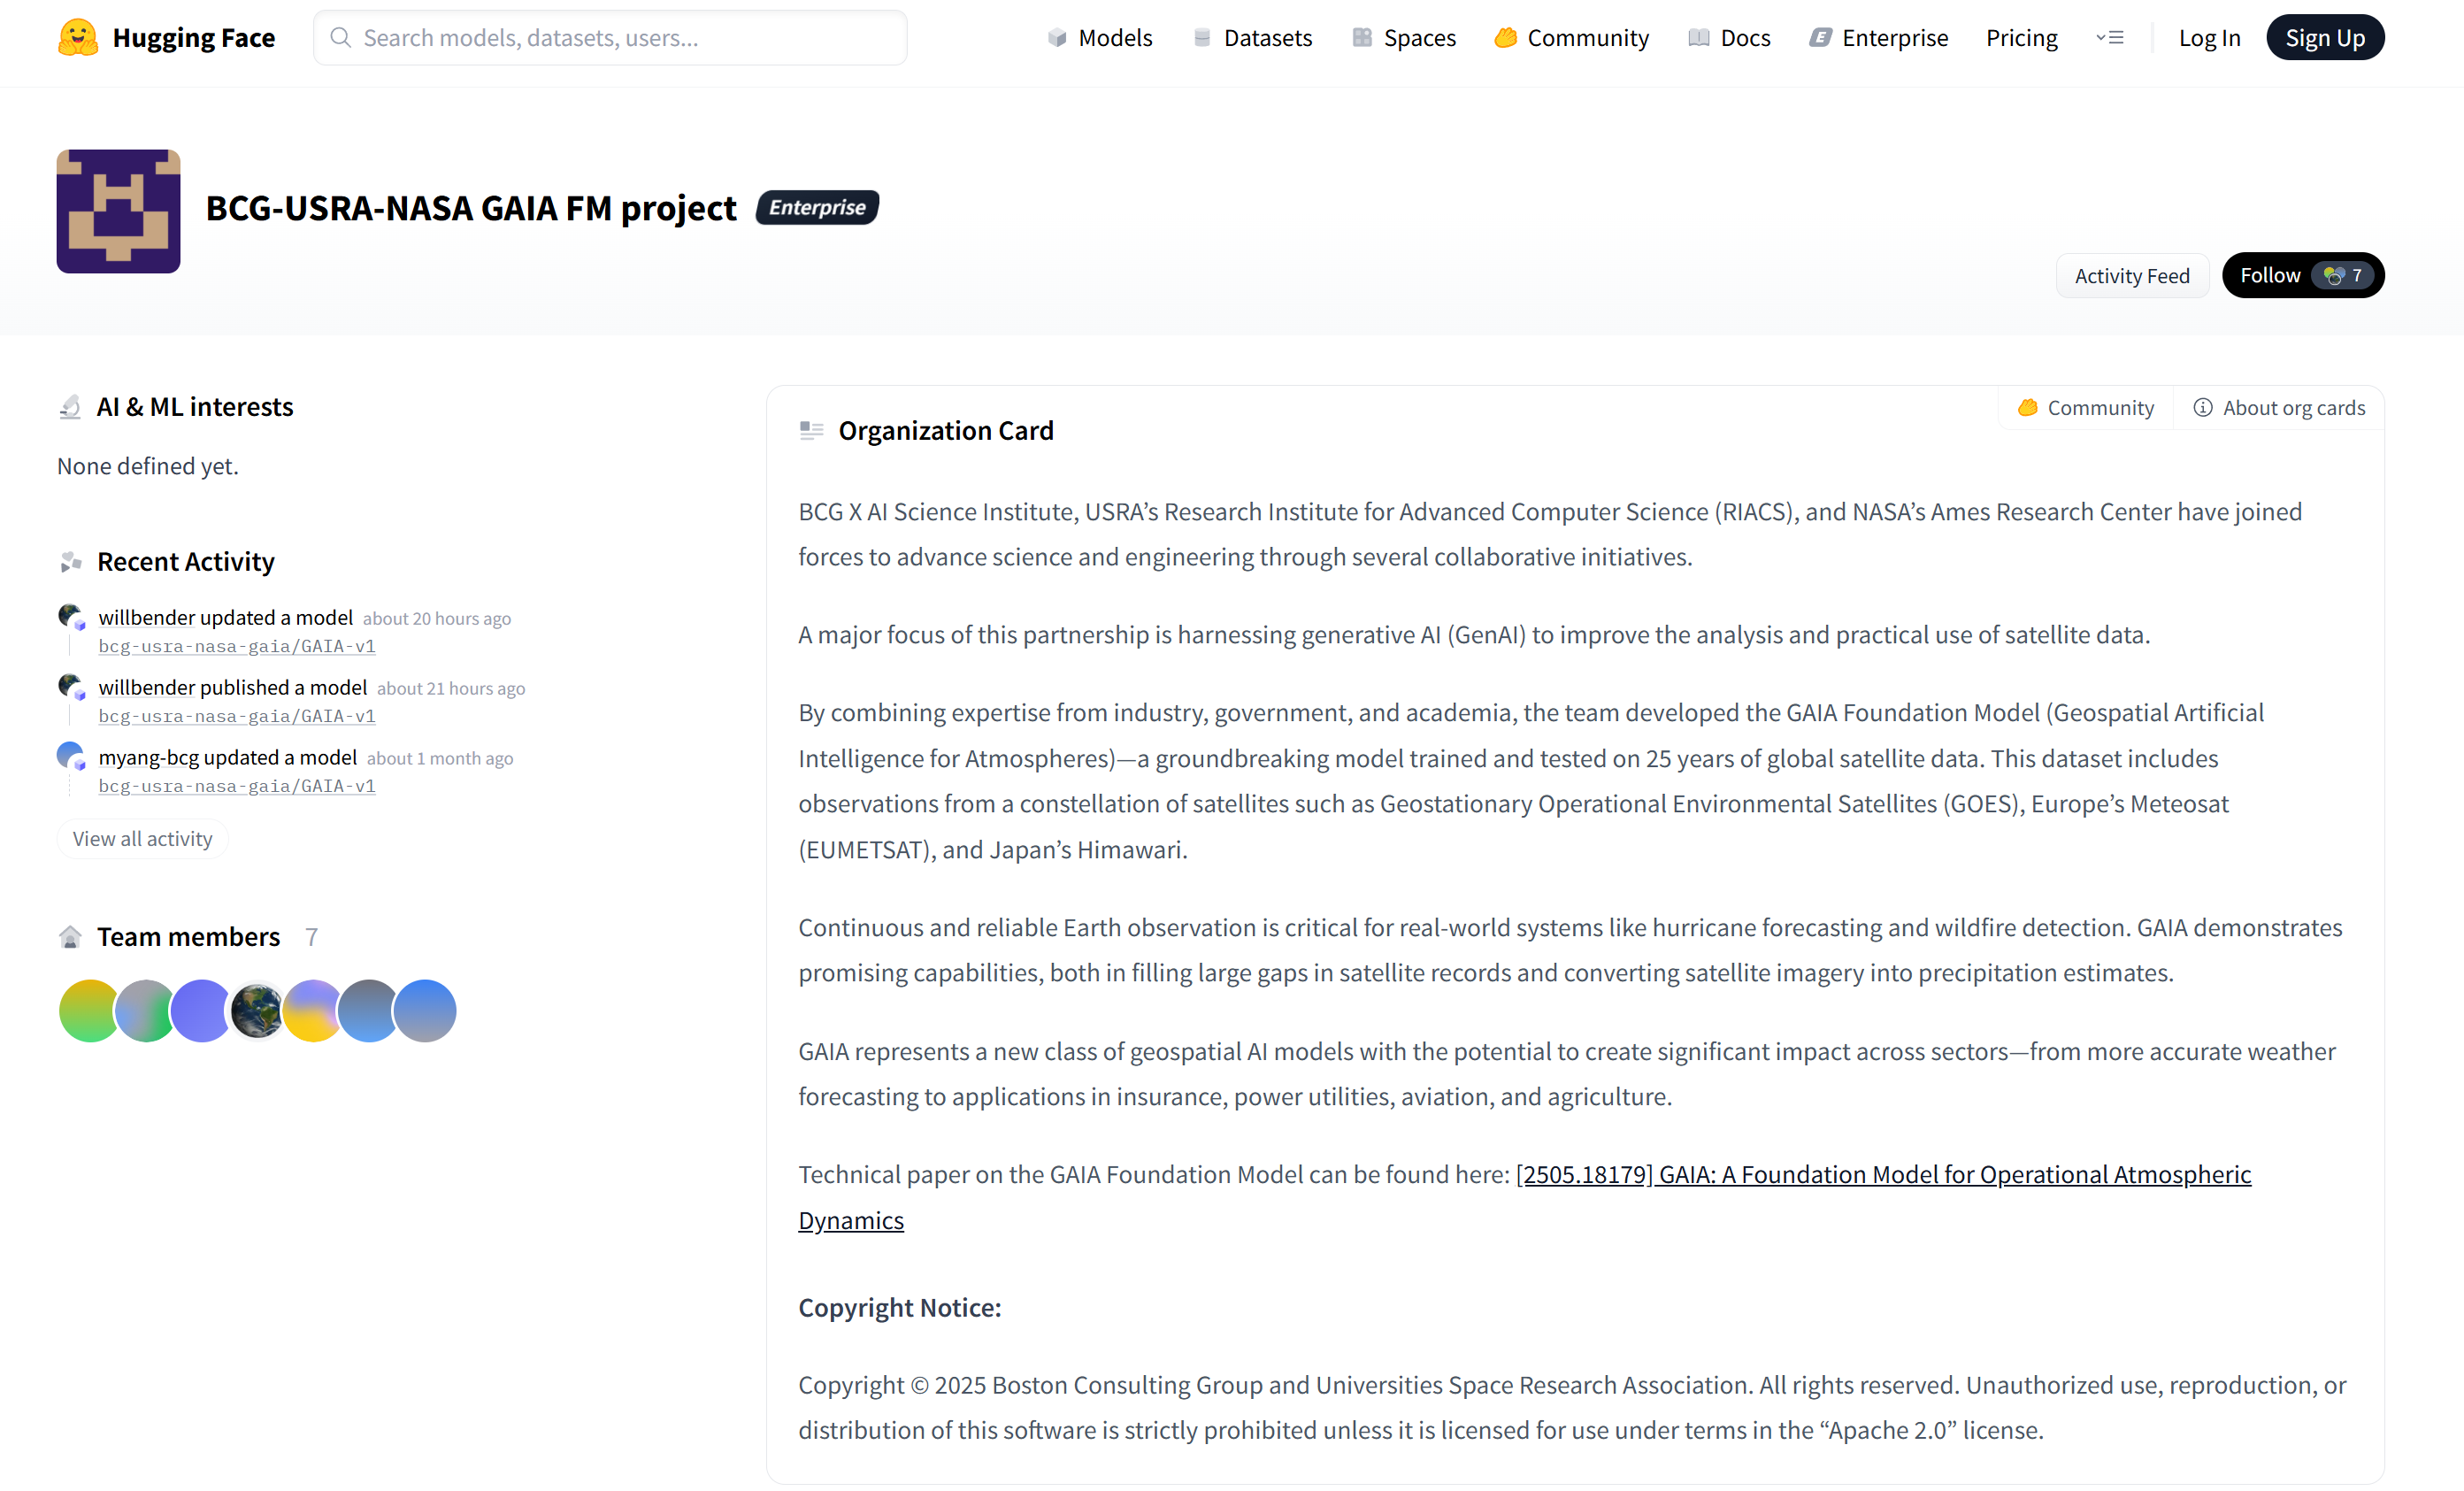 Hugging Face
Search models, datasets, users...
Models
Datasets
Spaces
Community
Docs
Enterprise
Pricing
Log In
Sign Up
BCG-USRA-NASA GAIA FM project
Enterprise
Activity Feed
Follow
7
AI & ML interests
None defined yet.
Recent Activity
willbender updated a model about 20 hours ago
bcg-usra-nasa-gaia/GAIA-v1
willbender published a model about 21 hours ago
bcg-usra-nasa-gaia/GAIA-v1
myang-bcg updated a model about 1 month ago
bcg-usra-nasa-gaia/GAIA-v1
View all activity
Team members 7
Community
About org cards
Organization Card
BCG X AI Science Institute, USRA’s Research Institute for Advanced Computer Science (RIACS), and NASA’s Ames Research Center have joined
forces to advance science and engineering through several collaborative initiatives.
A major focus of this partnership is harnessing generative AI (GenAI) to improve the analysis and practical use of satellite data.
By combining expertise from industry, government, and academia, the team developed the GAIA Foundation Model (Geospatial Artificial
Intelligence for Atmospheres)—a groundbreaking model trained and tested on 25 years of global satellite data. This dataset includes
observations from a constellation of satellites such as Geostationary Operational Environmental Satellites (GOES), Europe’s Meteosat
(EUMETSAT), and Japan’s Himawari.
Continuous and reliable Earth observation is critical for real-world systems like hurricane forecasting and wildfire detection. GAIA demonstrates
promising capabilities, both in filling large gaps in satellite records and converting satellite imagery into precipitation estimates.
GAIA represents a new class of geospatial AI models with the potential to create significant impact across sectors—from more accurate weather
forecasting to applications in insurance, power utilities, aviation, and agriculture.
Technical paper on the GAIA Foundation Model can be found here: [2505.18179] GAIA: A Foundation Model for Operational Atmospheric
Dynamics
Copyright Notice:
Copyright © 2025 Boston Consulting Group and Universities Space Research Association. All rights reserved. Unauthorized use, reproduction, or
distribution of this software is strictly prohibited unless it is licensed for use under terms in the “Apache 2.0” license.